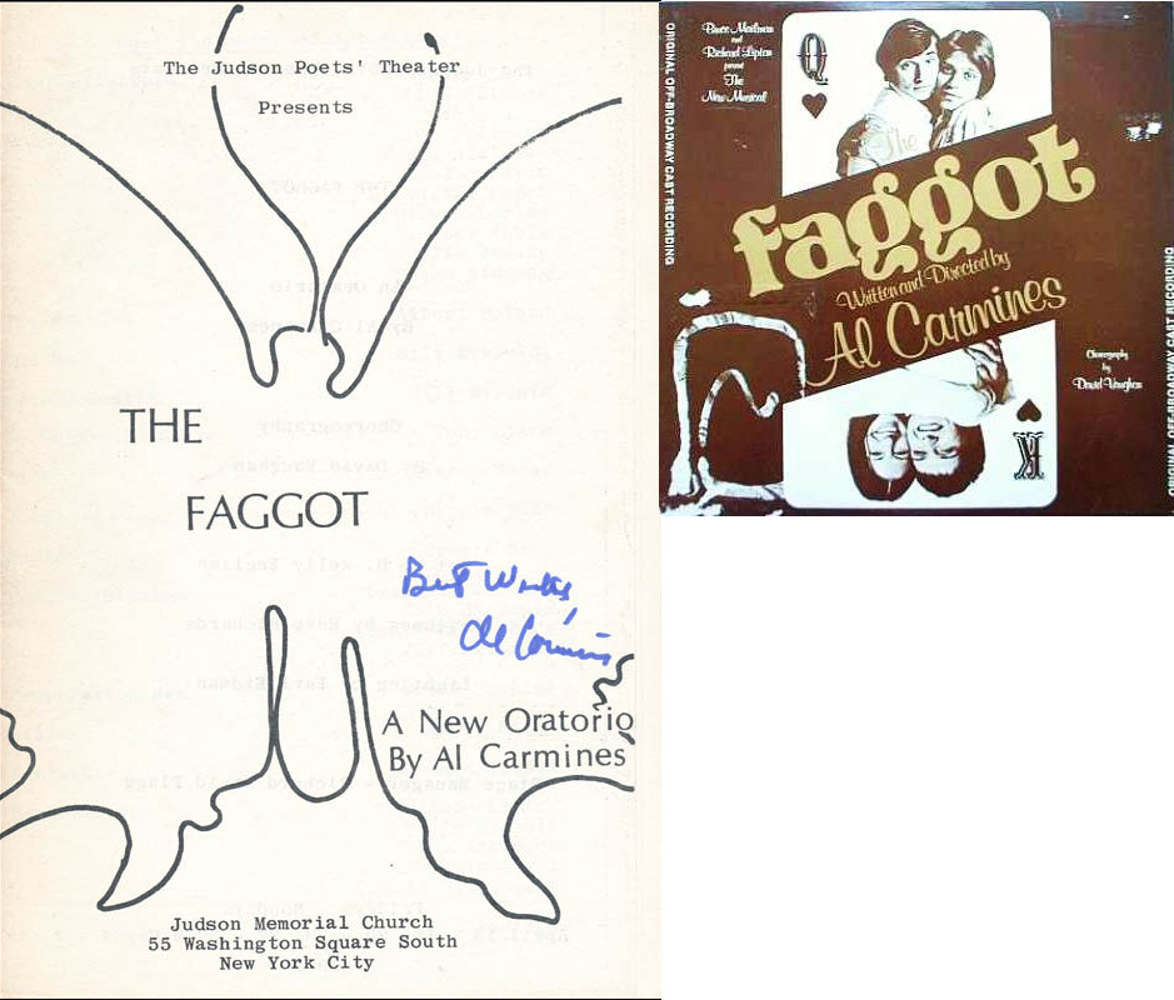 The Judson Poets' Theater
Presents
THE
FAGGOT
Best Wishes,
Al Carmines
A New Oratorio
By Al Carmines
Judson Memorial Church
55 Washington Square South
New York City
ORIGINAL OFF-BROADWAY CAST RECORDING
Bruce Mailman
and
Richard Lipton
present
The
New Musical
Q
The
faggot
Written and Directed by
Al Carmines
Choreography
by
David Vaughan
K
ORIGINAL OFF-BROADWAY CAST RECORDING